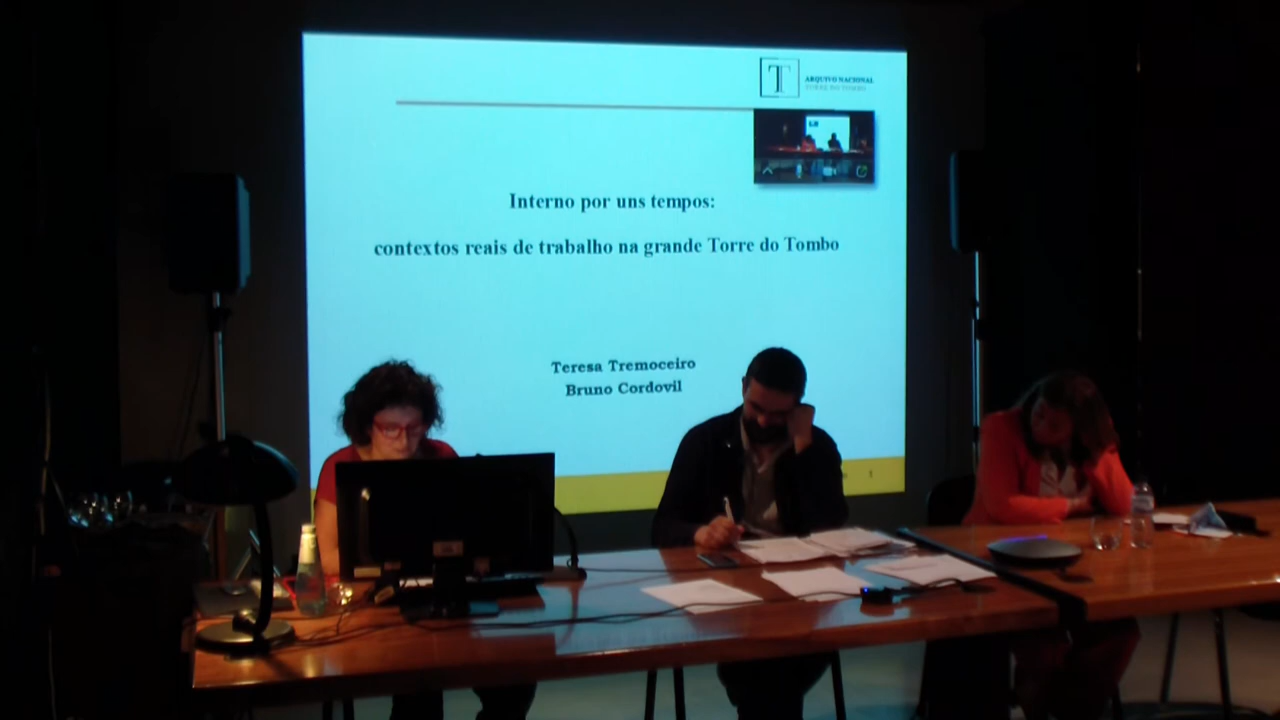 T
ARQUIVO NACIONAL
TORRE DO TOMBO
Interno por uns tempos:
contextos reais de trabalho na grande Torre do Tombo
Teresa Tremoceiro
Bruno Cordovil
1